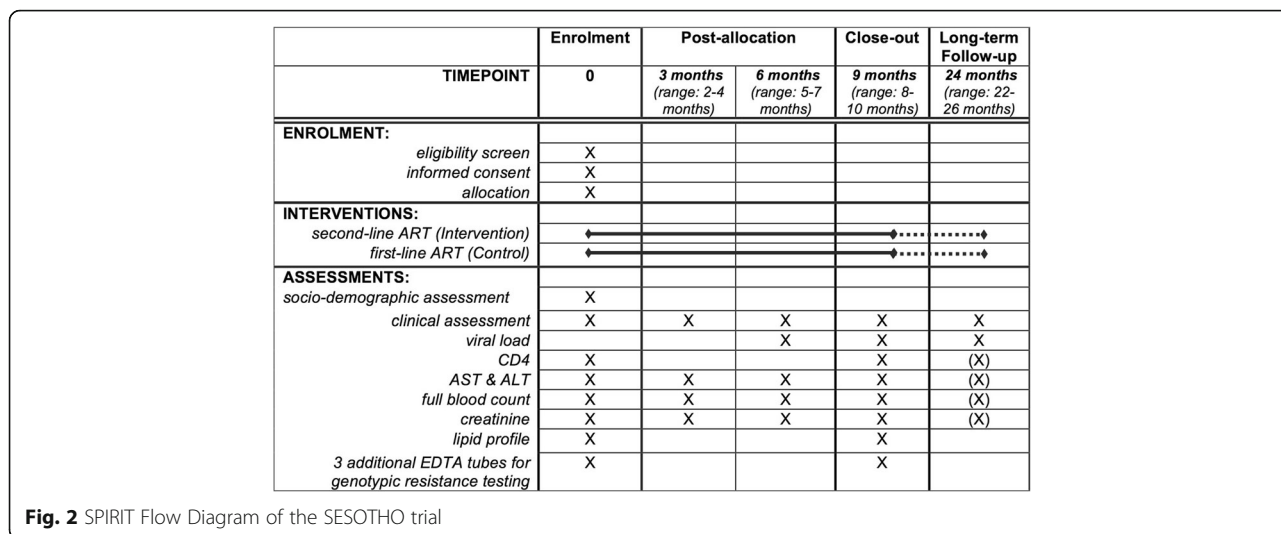 Enrolment Post-allocation Close-out Long-term
Follow-up
TIMEPOINT 0 3 months 6 months 9 months 24 months
(range: 2-4 (range: 5-7 (range: 8- (range: 22-
months) months) 10 months) 26 months)
ENROLMENT:
eligibility screen X
informed consent X
allocation X
INTERVENTIONS:
second-line ART (Intervention)
first-line ART (Control)
ASSESSMENTS:
socio-demographic assessment X
clinical assessment X X X X X
viral load X X X
CD4 X X (X)
AST & ALT X X X X (X)
full blood count X X X X (X)
creatinine X X X X (X)
lipid profile X X
3 additional EDTA tubes for X X
genotypic resistance testing
Fig. 2 SPIRIT Flow Diagram of the SESOTHO trial